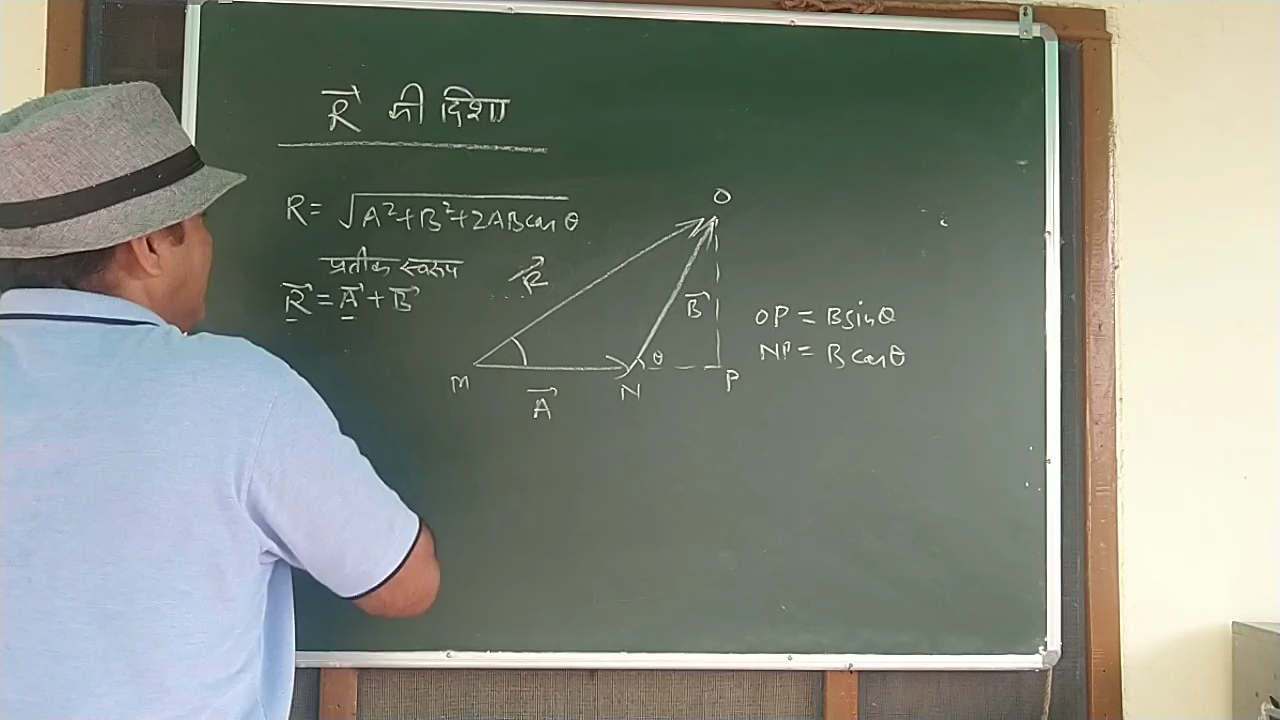 R⃗ की दिशा
R = √A²+B²+2ABcosθ
प्रतीक स्वरूप
R⃗ = A⃗ + B⃗
O
R⃗
B⃗
θ
M
N
P
A⃗
OP = Bsinθ
NP = Bcosθ